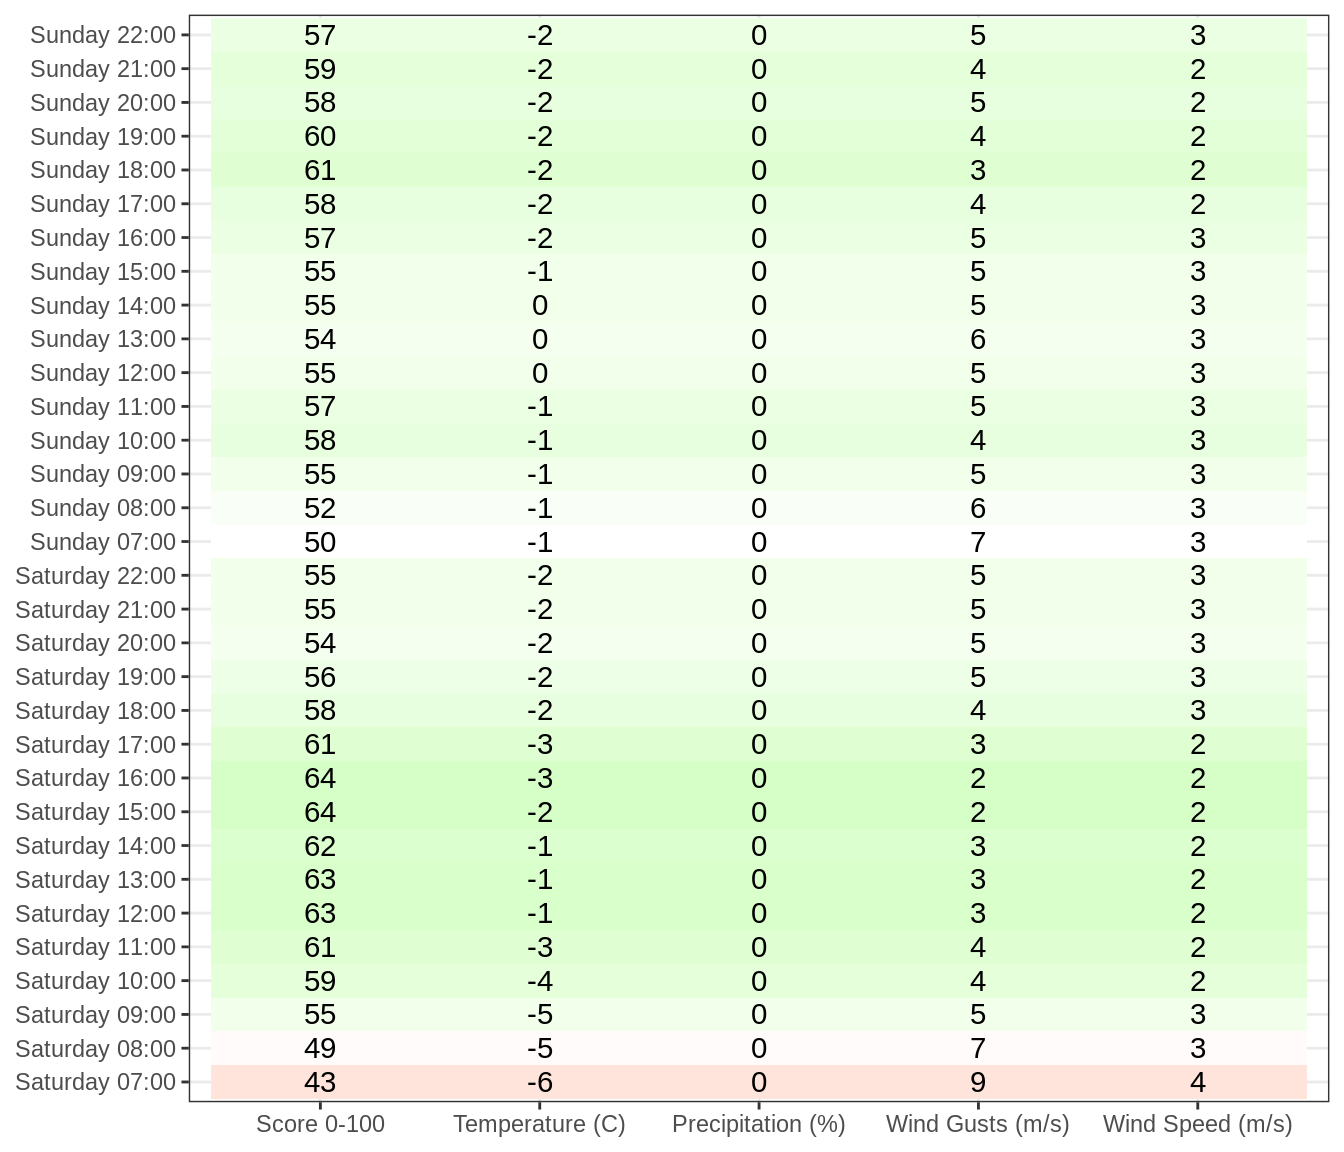 Sunday 22:00 57 -2 0 5 3
Sunday 21:00 59 -2 0 4 2
Sunday 20:00 58 -2 0 5 2
Sunday 19:00 60 -2 0 4 2
Sunday 18:00 61 -2 0 3 2
Sunday 17:00 58 -2 0 4 2
Sunday 16:00 57 -2 0 5 3
Sunday 15:00 55 -1 0 5 3
Sunday 14:00 55 0 0 5 3
Sunday 13:00 54 0 0 6 3
Sunday 12:00 55 0 0 5 3
Sunday 11:00 57 -1 0 5 3
Sunday 10:00 58 -1 0 4 3
Sunday 09:00 55 -1 0 5 3
Sunday 08:00 52 -1 0 6 3
Sunday 07:00 50 -1 0 7 3
Saturday 22:00 55 -2 0 5 3
Saturday 21:00 55 -2 0 5 3
Saturday 20:00 54 -2 0 5 3
Saturday 19:00 56 -2 0 5 3
Saturday 18:00 58 -2 0 4 3
Saturday 17:00 61 -3 0 3 2
Saturday 16:00 64 -3 0 2 2
Saturday 15:00 64 -2 0 2 2
Saturday 14:00 62 -1 0 3 2
Saturday 13:00 63 -1 0 3 2
Saturday 12:00 63 -1 0 3 2
Saturday 11:00 61 -3 0 4 2
Saturday 10:00 59 -4 0 4 2
Saturday 09:00 55 -5 0 5 3
Saturday 08:00 49 -5 0 7 3
Saturday 07:00 43 -6 0 9 4
Score 0-100 Temperature (C) Precipitation (%) Wind Gusts (m/s) Wind Speed (m/s)